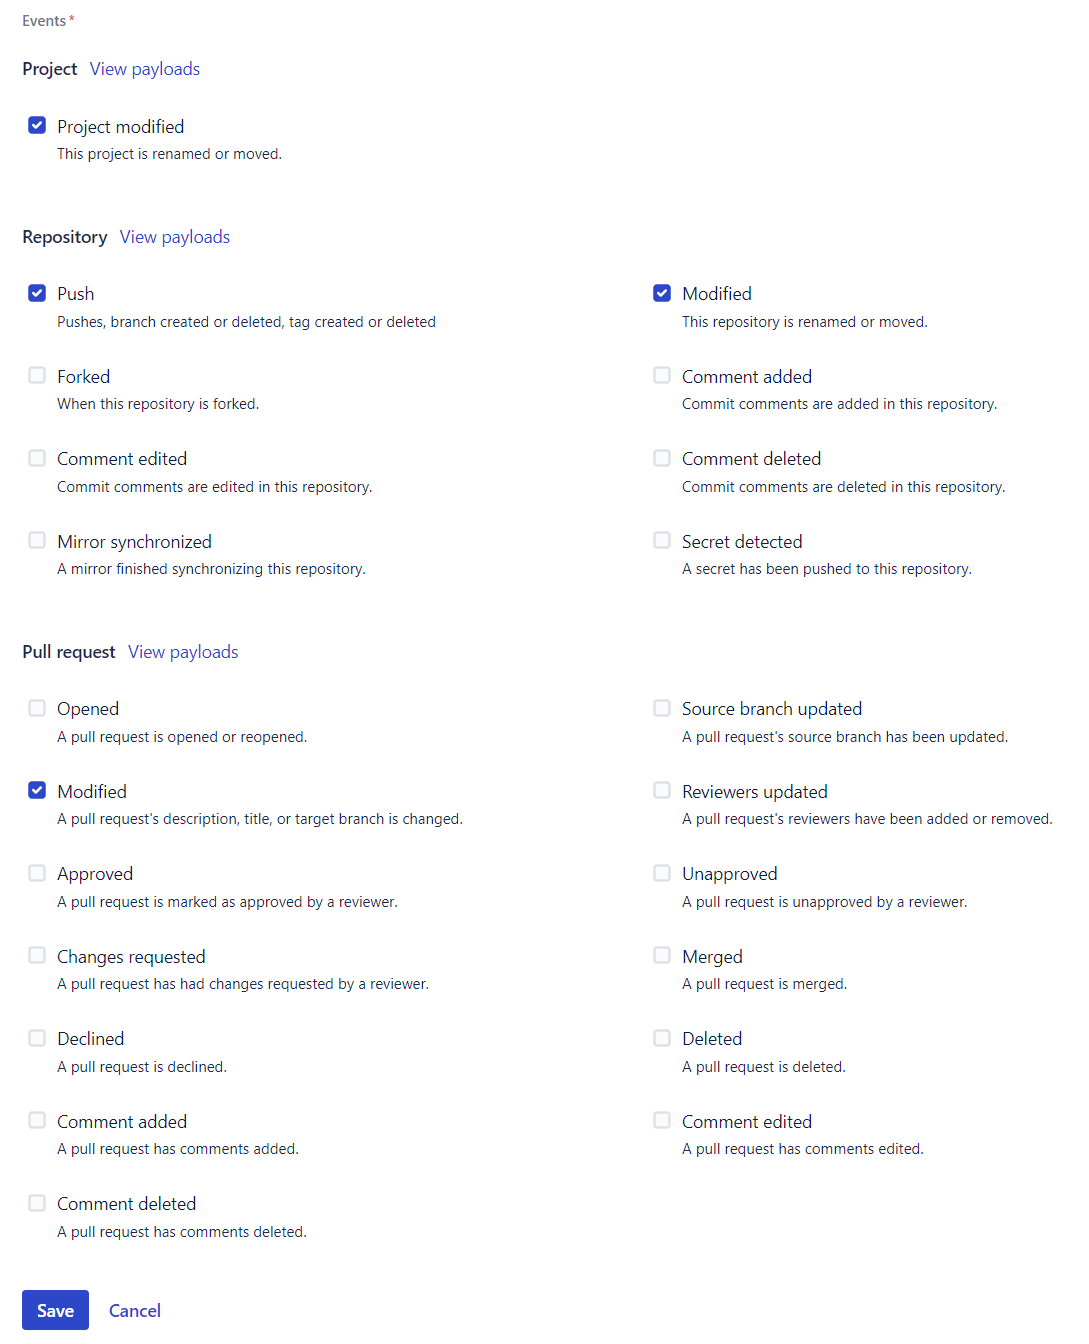 Events *
Project View payloads
Project modified
This project is renamed or moved.
Repository View payloads
Push
Pushes, branch created or deleted, tag created or deleted
Modified
This repository is renamed or moved.
Forked
When this repository is forked.
Comment added
Commit comments are added in this repository.
Comment edited
Commit comments are edited in this repository.
Comment deleted
Commit comments are deleted in this repository.
Mirror synchronized
A mirror finished synchronizing this repository.
Secret detected
A secret has been pushed to this repository.
Pull request View payloads
Opened
A pull request is opened or reopened.
Source branch updated
A pull request's source branch has been updated.
Modified
A pull request's description, title, or target branch is changed.
Reviewers updated
A pull request's reviewers have been added or removed.
Approved
A pull request is marked as approved by a reviewer.
Unapproved
A pull request is unapproved by a reviewer.
Changes requested
A pull request has had changes requested by a reviewer.
Merged
A pull request is merged.
Declined
A pull request is declined.
Deleted
A pull request is deleted.
Comment added
A pull request has comments added.
Comment edited
A pull request has comments edited.
Comment deleted
A pull request has comments deleted.
Save Cancel